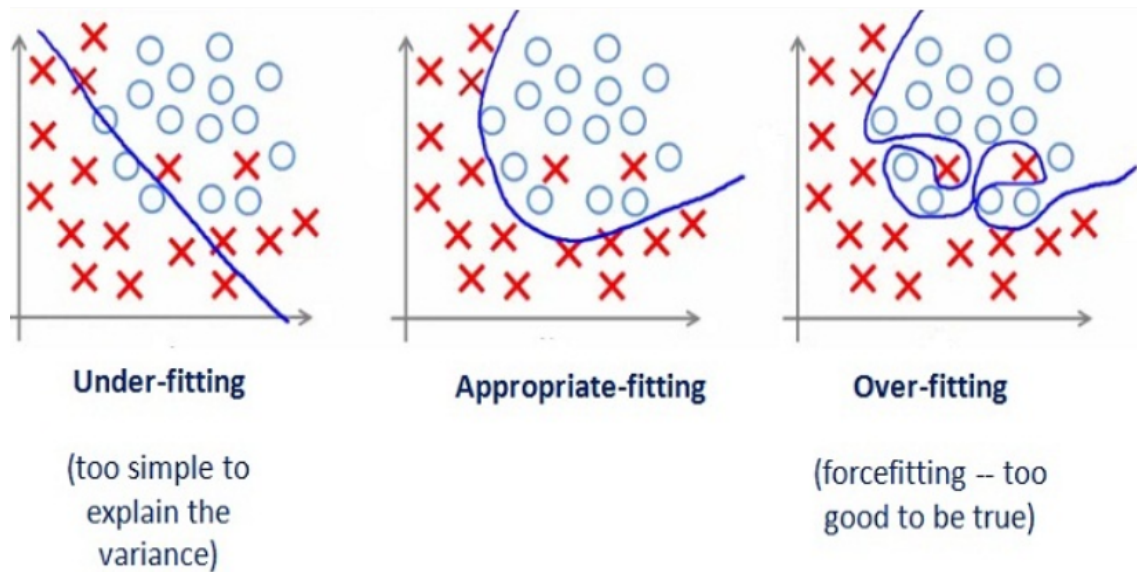 Under-fitting
Appropriate-fitting
Over-fitting
(too simple to
explain the
variance)
(forcefitting -- too
good to be true)